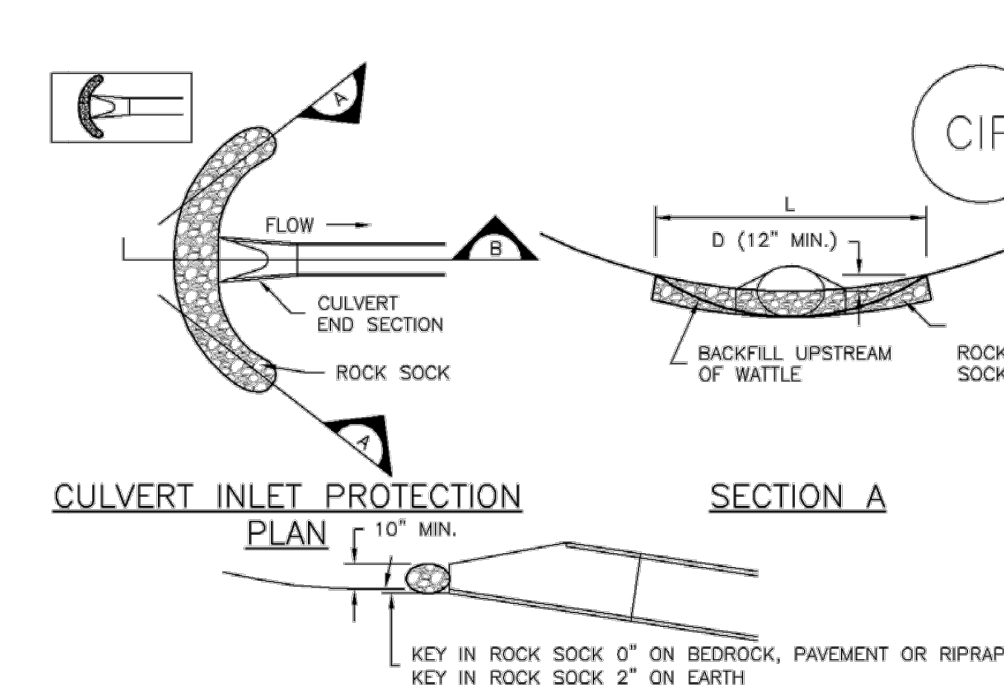 A
CIP
L
FLOW
D (12" MIN.)
B
CULVERT
END SECTION
BACKFILL UPSTREAM
OF WATTLE
ROCK
SOCK
ROCK SOCK
A
CULVERT INLET PROTECTION
PLAN
SECTION A
10" MIN.
KEY IN ROCK SOCK 0" ON BEDROCK, PAVEMENT OR RIPRAP
KEY IN ROCK SOCK 2" ON EARTH